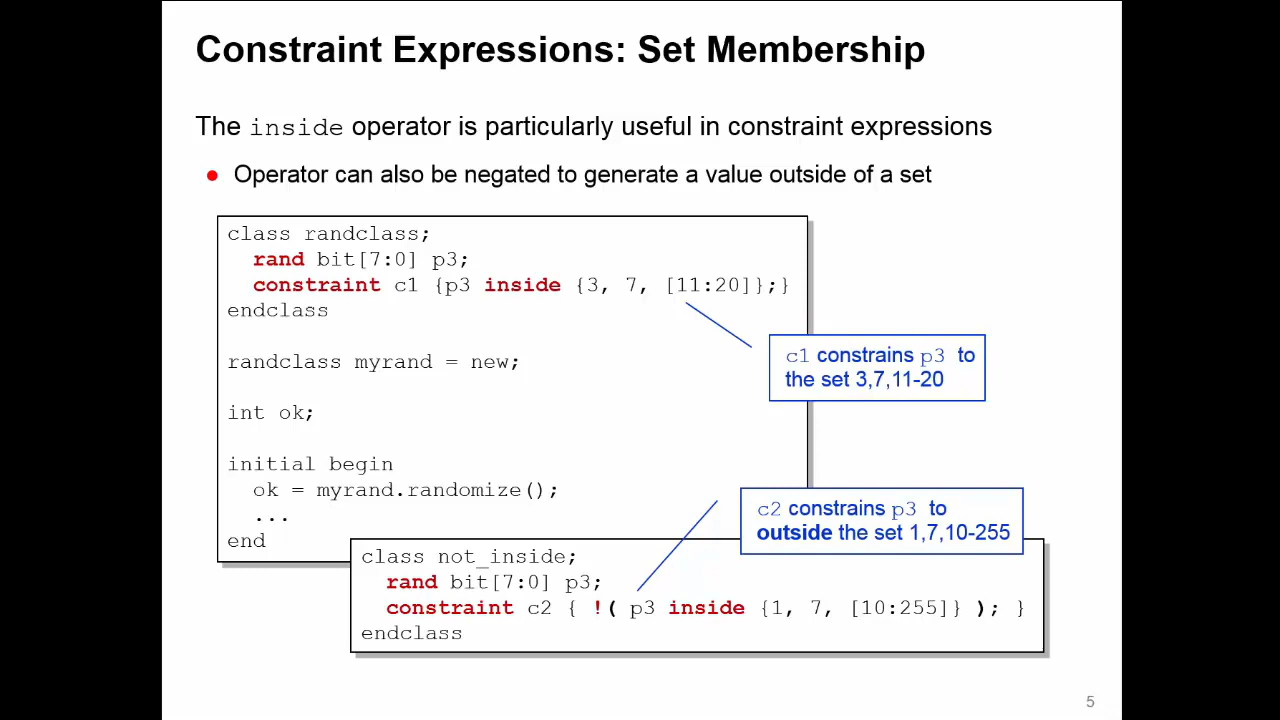 Constraint Expressions: Set Membership
The inside operator is particularly useful in constraint expressions
● Operator can also be negated to generate a value outside of a set
class randclass;
rand bit[7:0] p3;
constraint c1 {p3 inside {3, 7, [11:20]};}
endclass
randclass myrand = new;
int ok;
initial begin
ok = myrand.randomize();
...
end
c1 constrains p3 to
the set 3,7,11-20
c2 constrains p3 to
outside the set 1,7,10-255
class not_inside;
rand bit[7:0] p3;
constraint c2 { !( p3 inside {1, 7, [10:255]} ); }
endclass
5